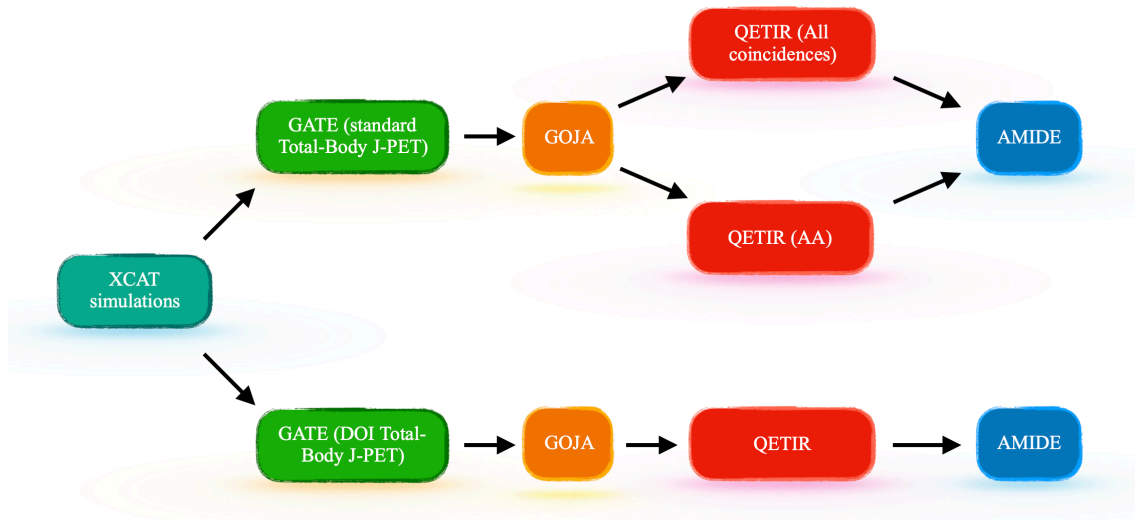 QETIR (All
coincidences)
GATE (standard
Total-Body J-PET)
GOJA
AMIDE
QETIR (AA)
XCAT
simulations
GATE (DOI Total-
Body J-PET)
GOJA
QETIR
AMIDE